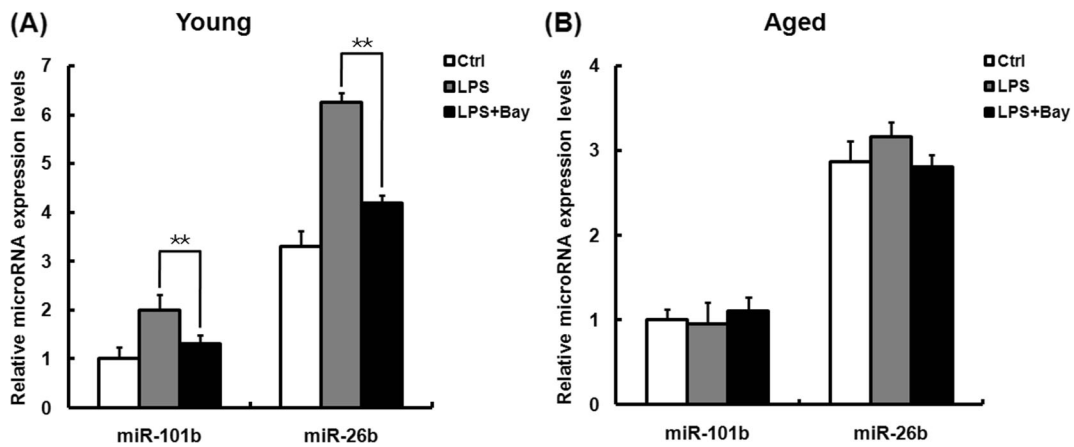 (A) Young
Relative microRNA expression levels
7
6
5
4
3
2
1
0
**
**
miR-101b miR-26b
Ctrl
LPS
LPS+Bay
(B) Aged
Relative microRNA expression levels
4
3
2
1
0
miR-101b miR-26b
Ctrl
LPS
LPS+Bay